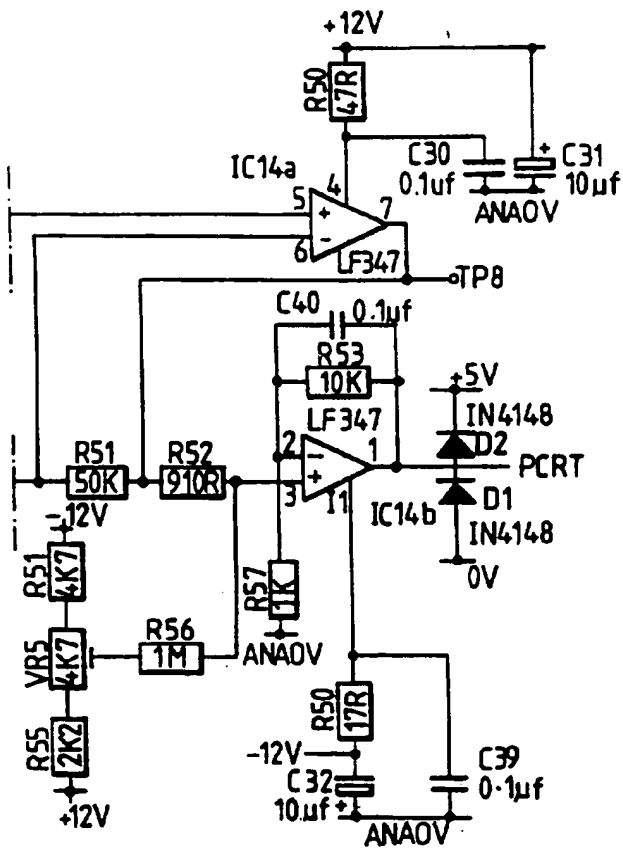 +12V
R50
47R
IC14a
4
C30
0.1uf
+
C31
10µf
ANA0V
5
+
7
6
-
LF347
TP8
C40
0.1µf
R53
10K
+5V
LF347
IN4148
D2
R51
50K
R52
910R
2
-
1
+
3
PCRT
11
IC14b
D1
IN4148
0V
-12V
R51
4K7
R57
1K
R56
1M
ANA0V
VR5
4K7
R50
17R
R55
2K2
-12V
C32
10µf
+
C39
0.1µf
+12V
ANA0V